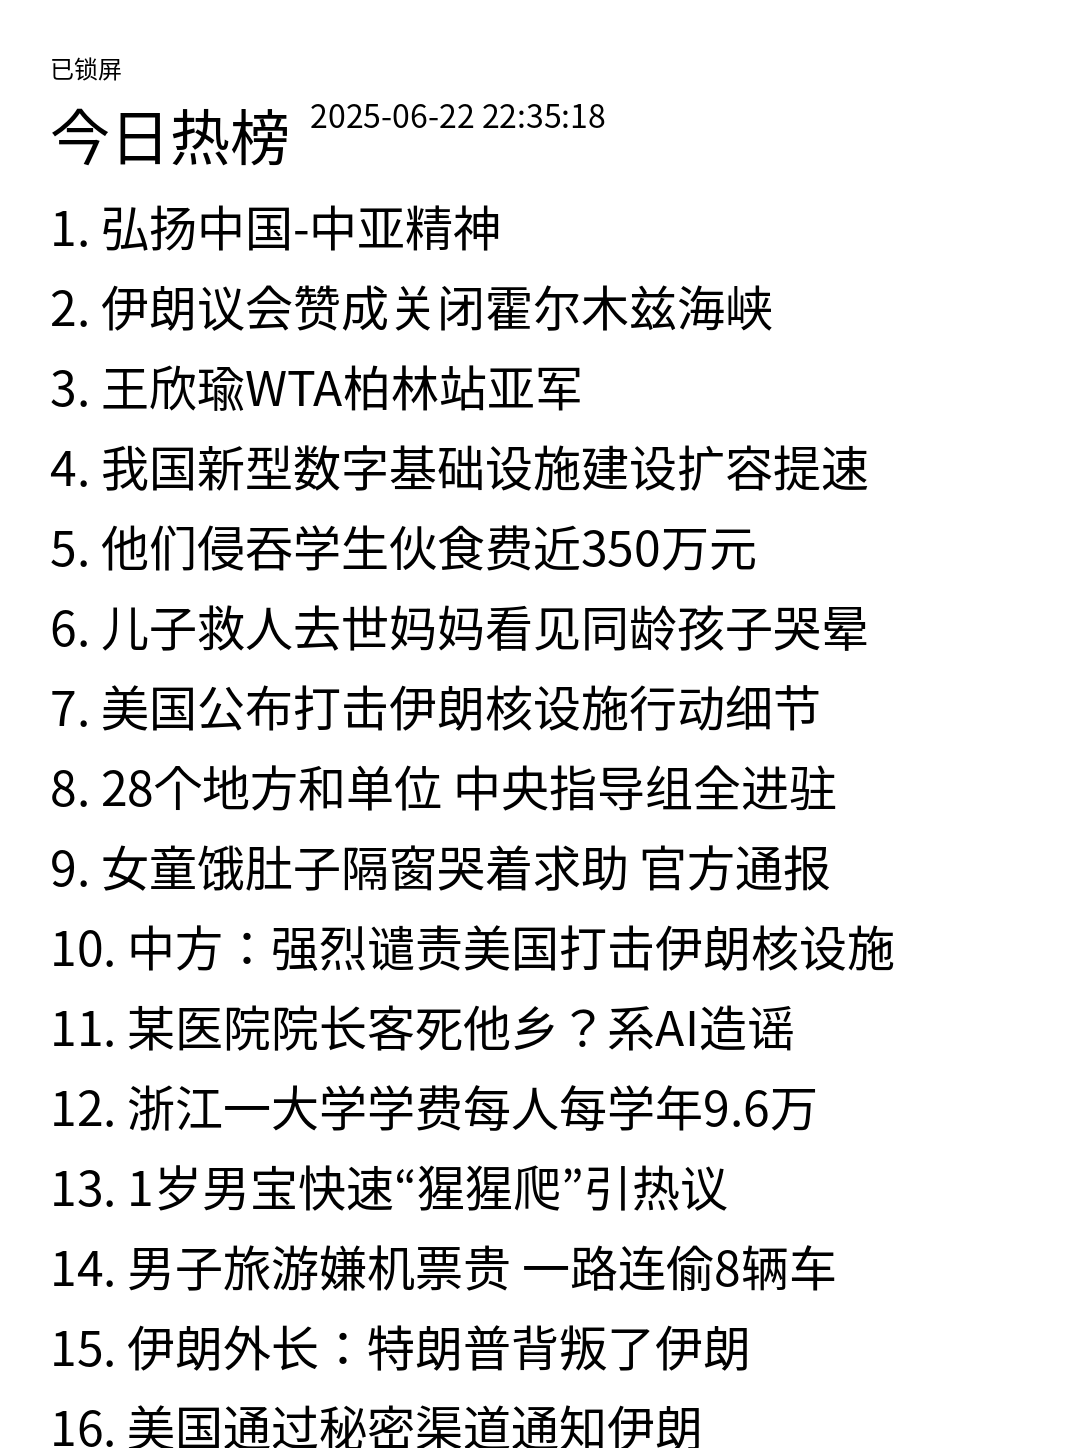 已锁屏
今日热榜 2025-06-22 22:35:18
1. 弘扬中国-中亚精神
2. 伊朗议会赞成关闭霍尔木兹海峡
3. 王欣瑜WTA柏林站亚军
4. 我国新型数字基础设施建设扩容提速
5. 他们侵吞学生伙食费近350万元
6. 儿子救人去世妈妈看见同龄孩子哭晕
7. 美国公布打击伊朗核设施行动细节
8. 28个地方和单位 中央指导组全进驻
9. 女童饿肚子隔窗哭着求助 官方通报
10. 中方：强烈谴责美国打击伊朗核设施
11. 某医院院长客死他乡？系AI造谣
12. 浙江一大学学费每人每学年9.6万
13. 1岁男宝快速“猩猩爬”引热议
14. 男子旅游嫌机票贵 一路连偷8辆车
15. 伊朗外长：特朗普背叛了伊朗
16. 美国通过秘密渠道通知伊朗